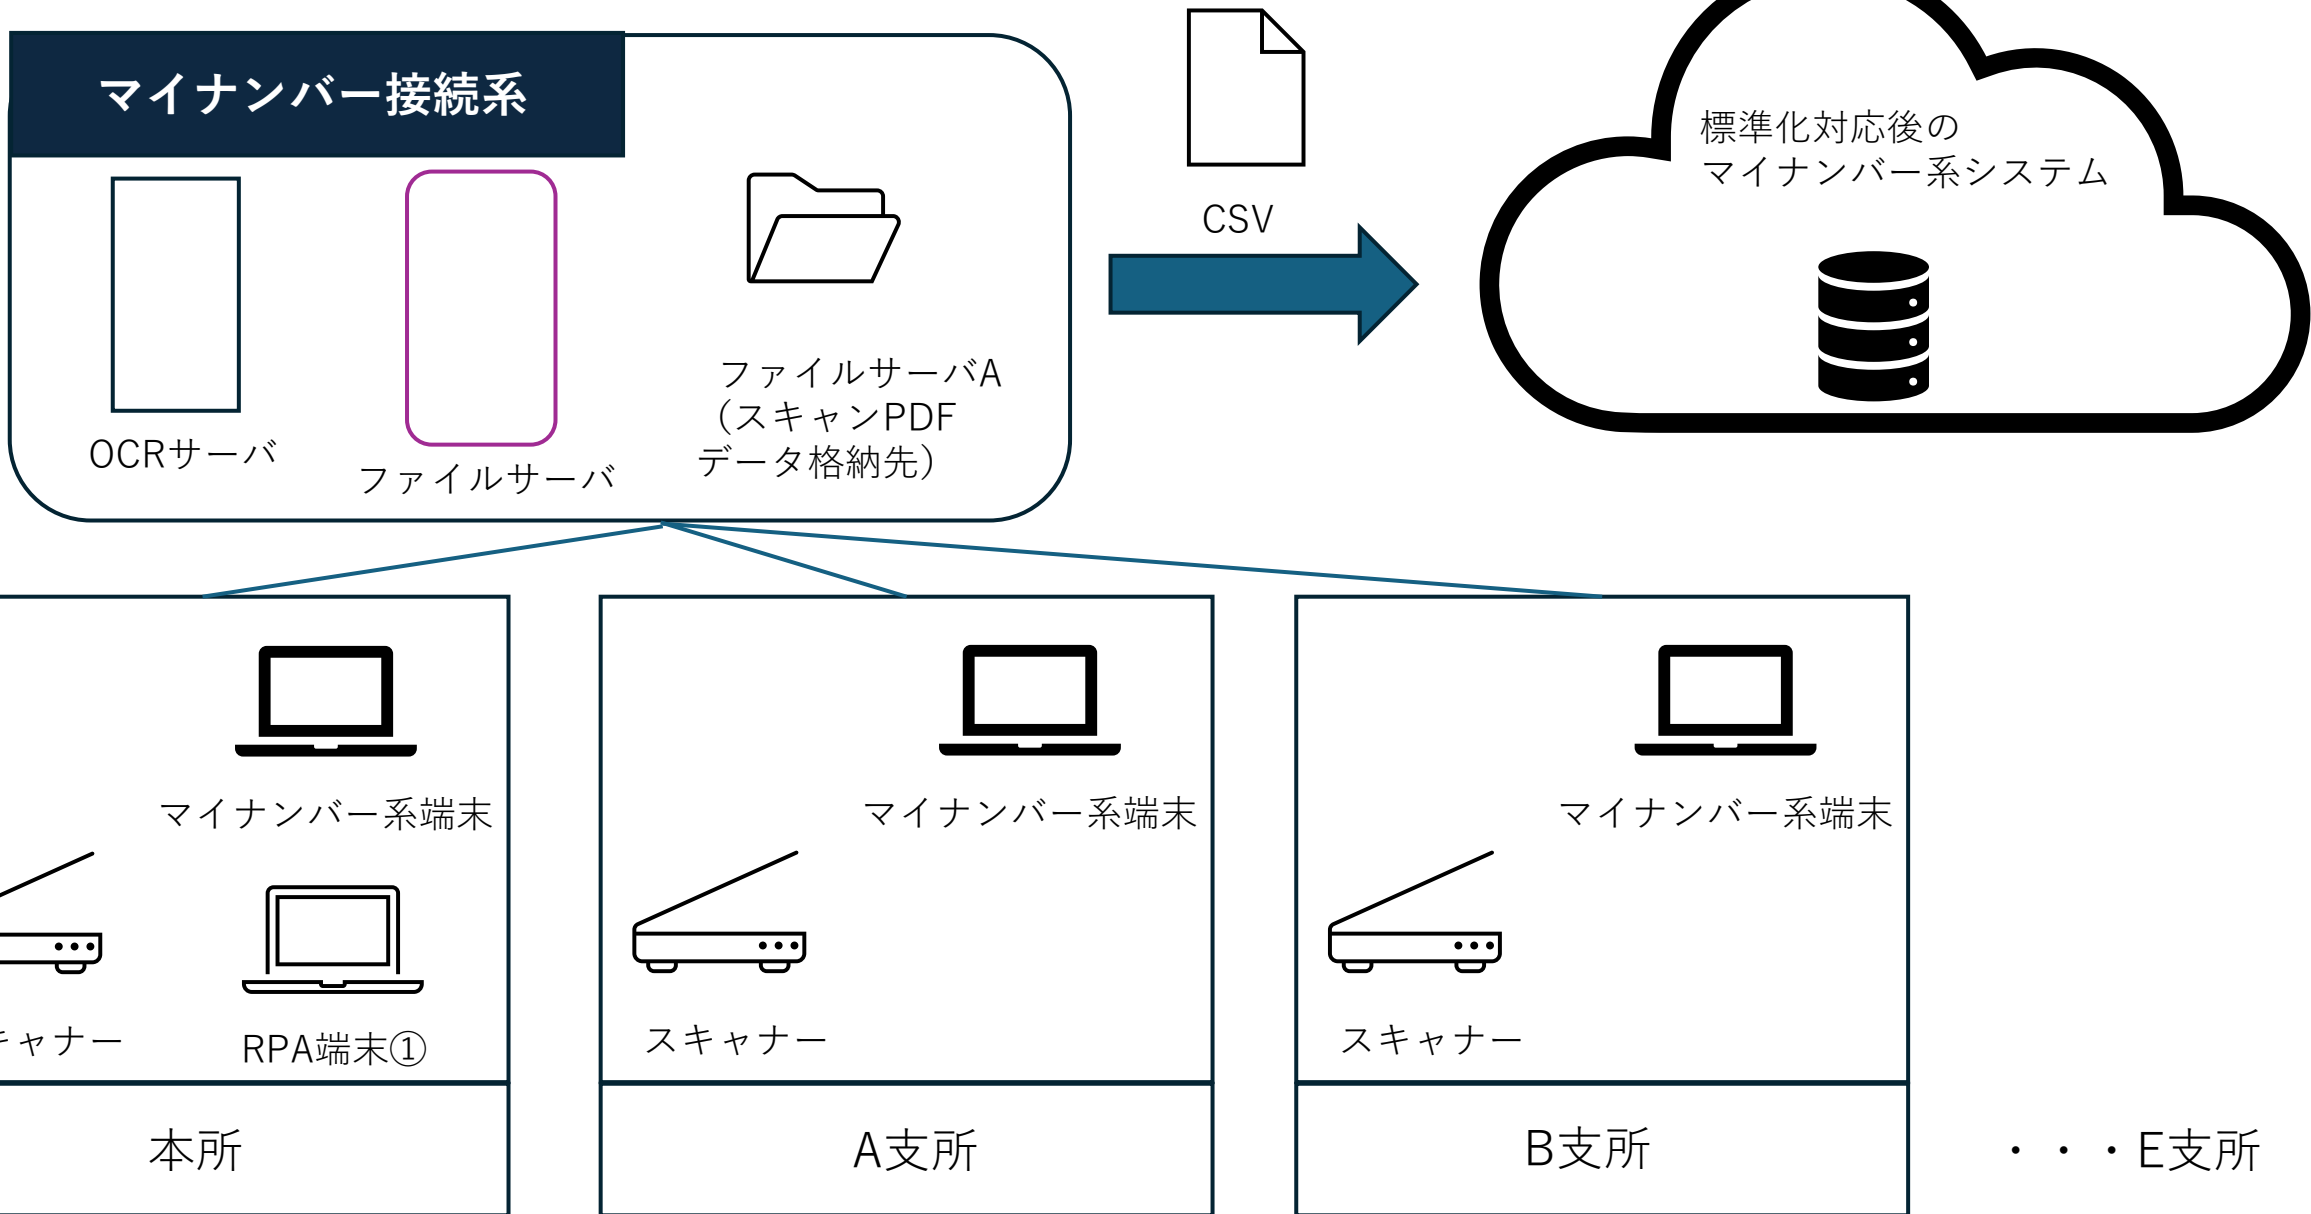 マイナンバー接続系
CSV
標準化対応後の
マイナンバー系システム
OCRサーバ
ファイルサーバ
ファイルサーバA
（スキャンPDF
データ格納先）
マイナンバー系端末
キャナー
RPA端末①
本所
マイナンバー系端末
スキャナー
A支所
マイナンバー系端末
スキャナー
B支所
・・・E支所